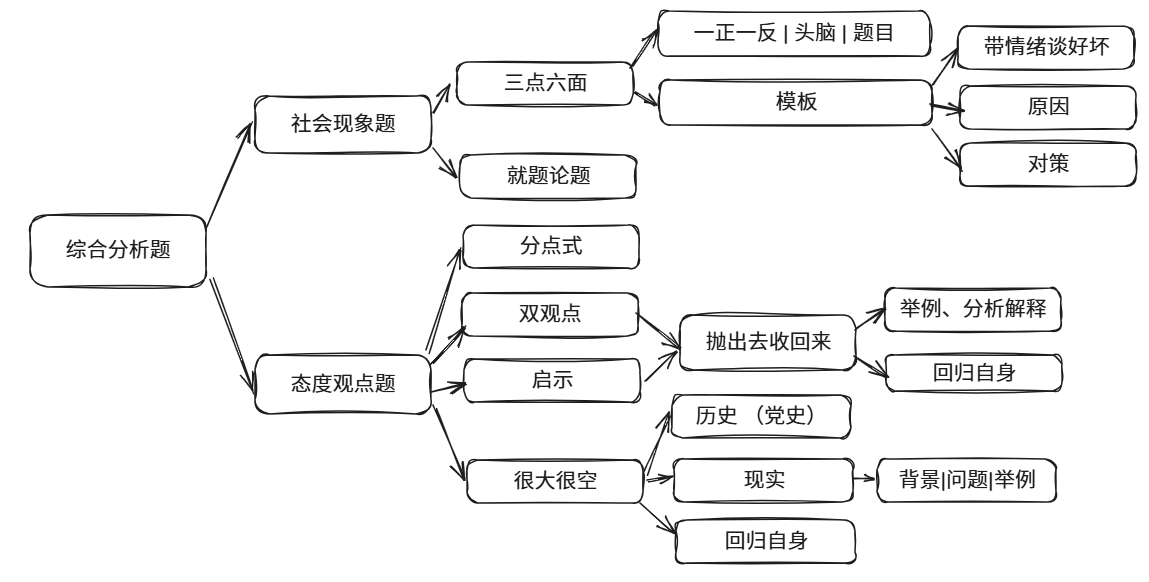 综合分析题
社会现象题
三点六面
一正一反 | 头脑 | 题目
模板
带情绪谈好坏
原因
对策
就题论题
态度观点题
分点式
双观点
启示
抛出去收回来
举例、分析解释
回归自身
很大很空
历史 （党史）
现实
背景|问题|举例
回归自身